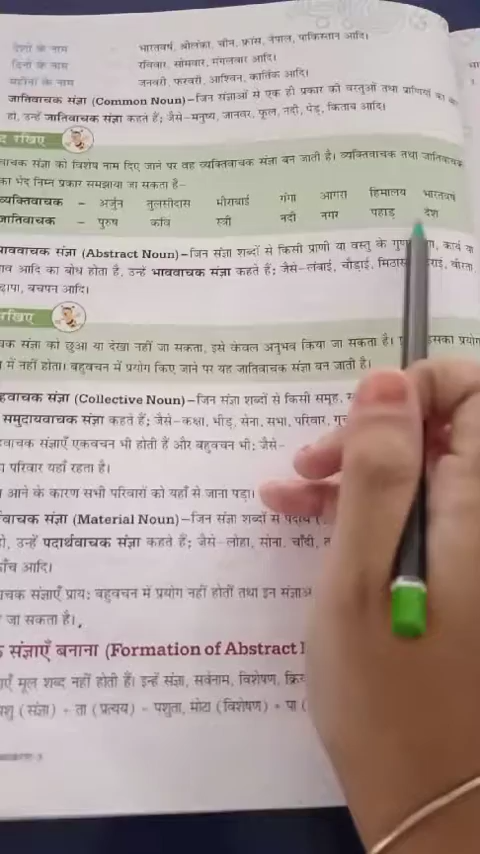 देशों के नाम भारतवर्ष, श्रीलंका, चीन, फ्रांस, नेपाल, पाकिस्तान आदि।
दिनों के नाम रविवार, सोमवार, मंगलवार आदि।
महीनों के नाम जनवरी, फरवरी, आश्विन, कार्तिक आदि।
जातिवाचक संज्ञा (Common Noun)–जिन संज्ञाओं से एक ही प्रकार की वस्तुओं तथा प्राणियों का
हो, उन्हें जातिवाचक संज्ञा कहते हैं; जैसे–मनुष्य, जानवर, फूल, नदी, पेड़, किताब आदि।
रखिए
वाचक संज्ञा को विशेष नाम दिए जाने पर वह व्यक्तिवाचक संज्ञा बन जाती है। व्यक्तिवाचक तथा जातिवाचक
का भेद निम्न प्रकार समझाया जा सकता है–
व्यक्तिवाचक – अर्जुन तुलसीदास मीराबाई गंगा आगरा हिमालय भारतवर्ष
जातिवाचक – पुरुष कवि स्त्री नदी नगर पहाड़ देश
भाववाचक संज्ञा (Abstract Noun)–जिन संज्ञा शब्दों से किसी प्राणी या वस्तु के गुण कार्य या
आदि का बोध होता है, उन्हें भाववाचक संज्ञा कहते हैं; जैसे–लंबाई, चौड़ाई, मिठास वीरता
बचपन आदि।
रखिए
संज्ञा को छुआ या देखा नहीं जा सकता, इसे केवल अनुभव किया जा सकता है। इसका प्रयोग
में नहीं होता। बहुवचन में प्रयोग किए जाने पर यह जातिवाचक संज्ञा बन जाती है।
संज्ञा (Collective Noun)–जिन संज्ञा शब्दों से किसी समूह,
समुदायवाचक संज्ञा कहते हैं; जैसे–कक्षा, भीड़, सेना, सभा, परिवार,
वाचक संज्ञाएँ एकवचन भी होती हैं और बहुवचन भी; जैसे–
परिवार यहाँ रहता है।
आने के कारण सभी परिवारों को यहाँ से जाना पड़ा।
वाचक संज्ञा (Material Noun)–जिन संज्ञा शब्दों से पदार्थ
हो, उन्हें पदार्थवाचक संज्ञा कहते हैं; जैसे–लोहा, सोना, चाँदी,
आदि।
वाचक संज्ञाएँ प्रायः बहुवचन में प्रयोग नहीं होतीं तथा इन
जा सकता है।
संज्ञाएँ बनाना (Formation of Abstract
मूल शब्द नहीं होती हैं। इन्हें संज्ञा, सर्वनाम, विशेषण,
(संज्ञा) + ता (प्रत्यय) = पशुता, मोटा (विशेषण) + पा